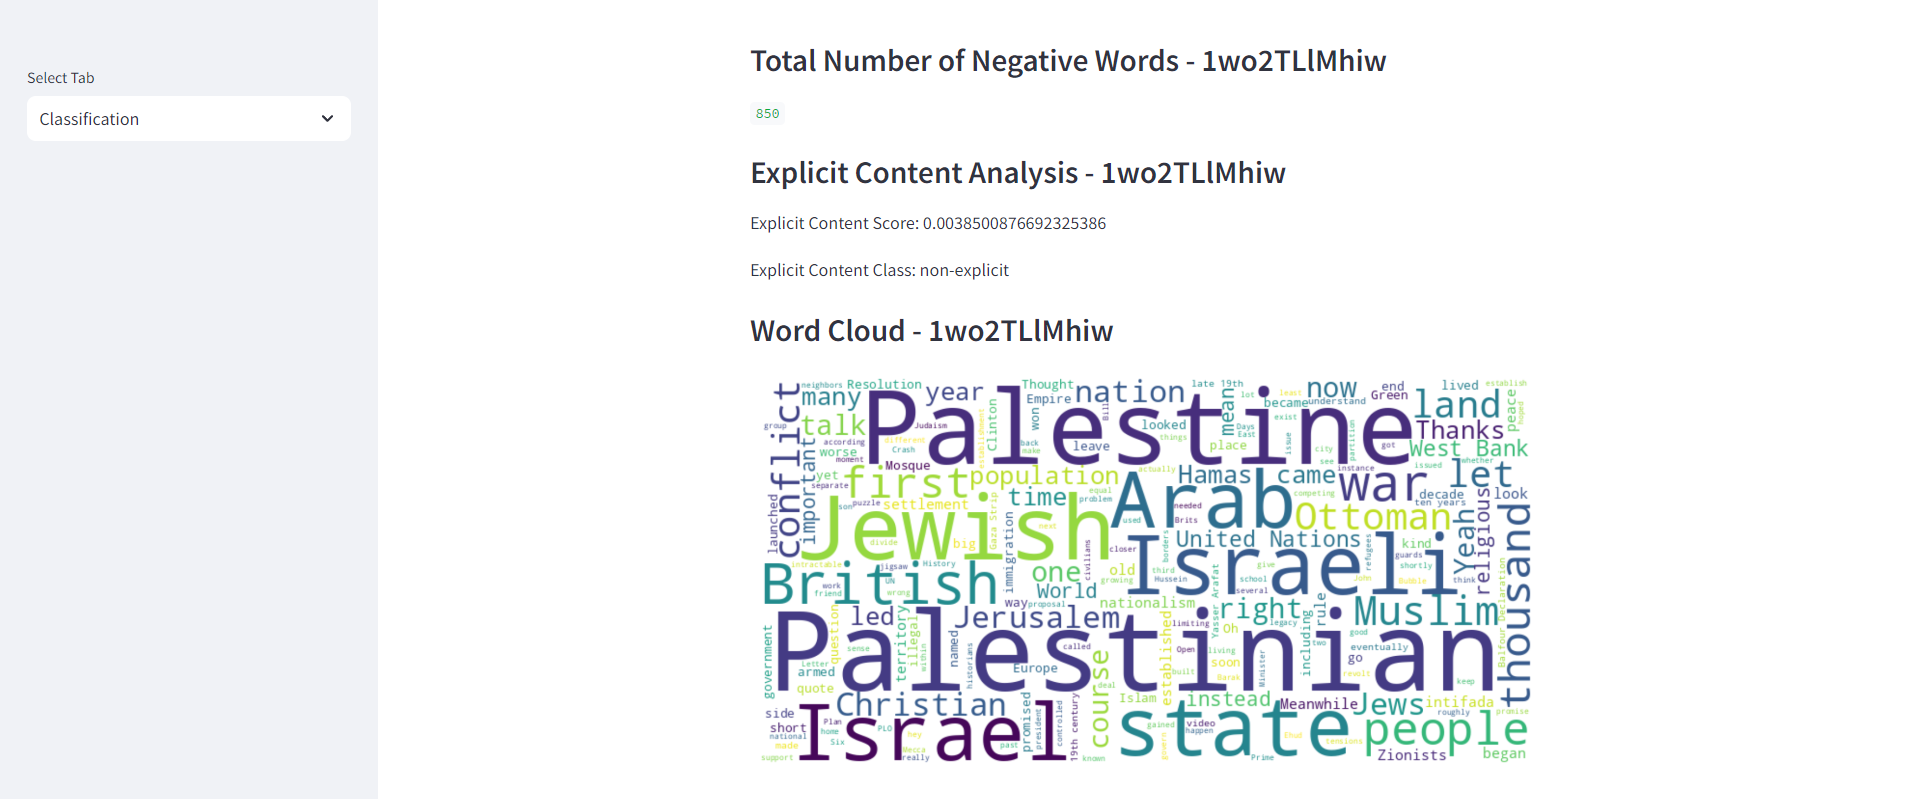 Select Tab
Classification
Total Number of Negative Words - 1wo2TLlMhiw
850
Explicit Content Analysis - 1wo2TLlMhiw
Explicit Content Score: 0.0038500876692325386
Explicit Content Class: non-explicit
Word Cloud - 1wo2TLlMhiw
neighbors Resolution year Thought nation late 19th now end lived establish
many Empire lot least understand Green land peace hoped
conflict Palestine won Clinton Bill mean became
group talk Judaism looked Days East exist Thanks
according different establishment back make leave things place issue city see partition got West Bank
worse Crash
important moment Mosque whether
yet first population actually Hamas came instance issued let
separate war decade look
launched son puzzle settlement time equal problem Arab competing ten years
Jewish Gaza Strip next used needed Brits Ottoman Yeah religious thousand
divide big immigration civilians closer United Nations borders refugees kind guards
intractable jigsaw History Israeli shortly
British one old third give
work UN growing Hussein school John Bubble think
friend wrong World several
way proposal nationalism Yasser Arafat right rule Muslim Balfour Declaration
led Jerusalem limiting Oh legacy including two good
government question territory illegal within named called established
sense Palestinian historians Open living eventually
Letter Europe soon Minister go revolt
armed built Barak keep
quote deal
Christian promised president controlled 19th century course Islam instead Meanwhile Jews intifada
side roughly promise
short Plan Israel gained state video people
national home PLO hey happen
made Six Mecca past tensions Zionists began
support really known Prime